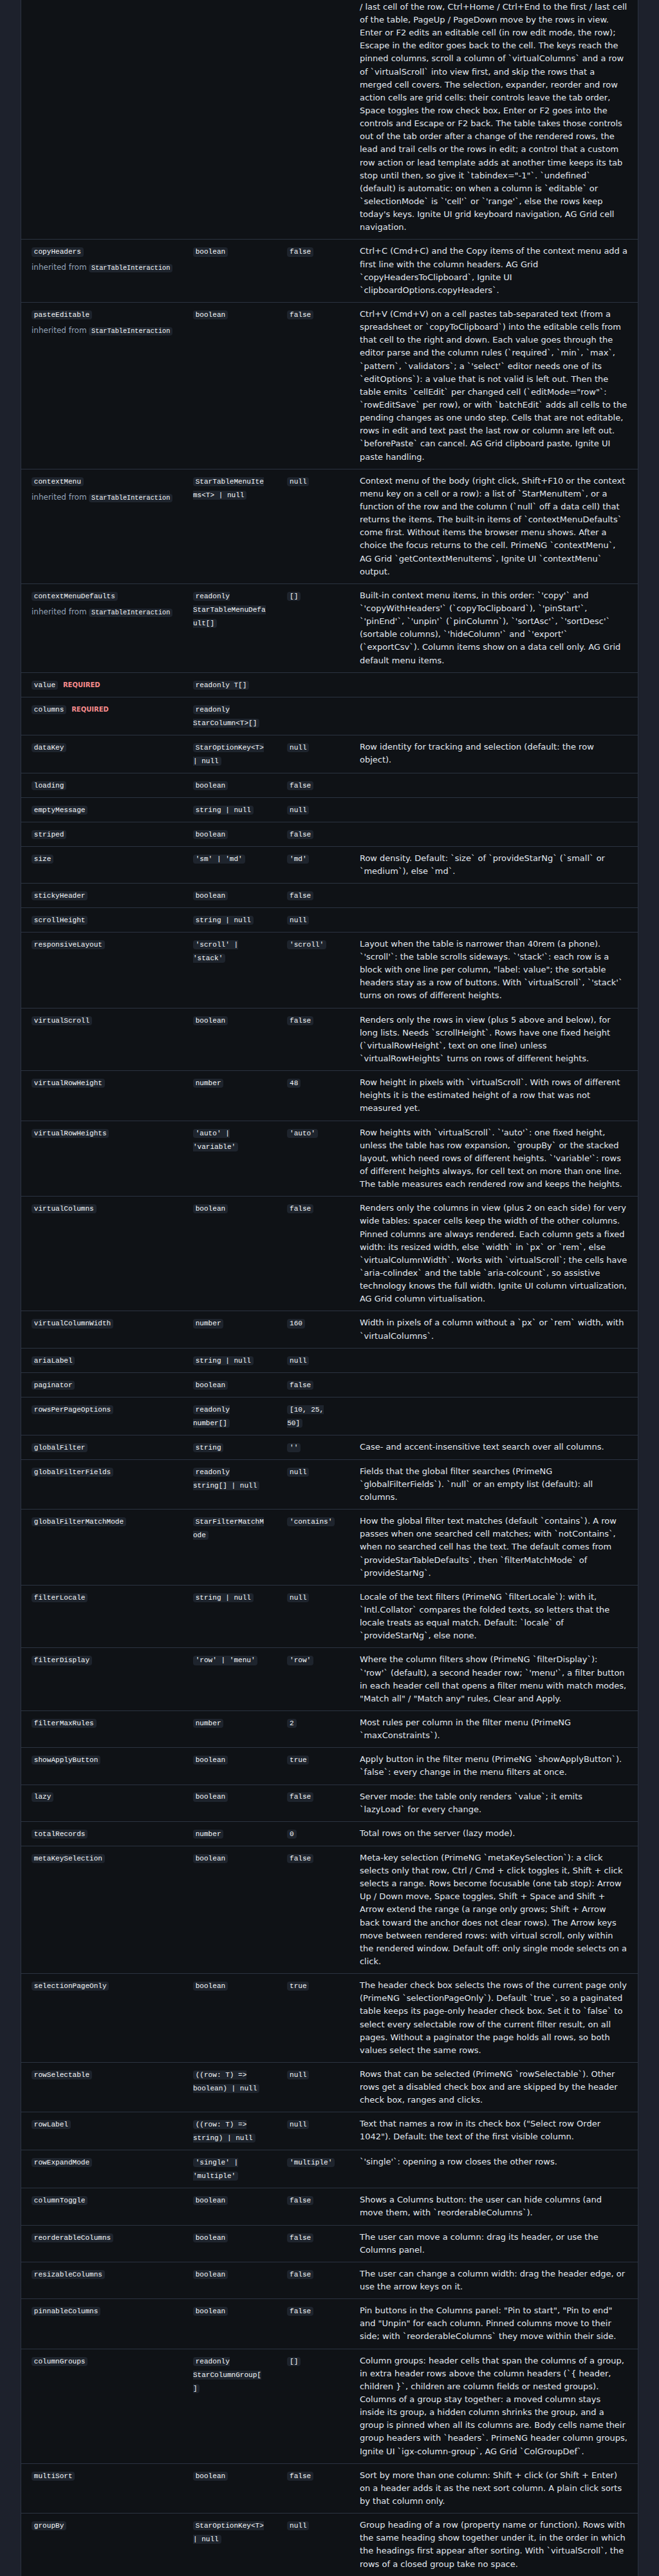 / last cell of the row, Ctrl+Home / Ctrl+End to the first / last cell
of the table, PageUp / PageDown move by the rows in view.
Enter or F2 edits an editable cell (in row edit mode, the row);
Escape in the editor goes back to the cell. The keys reach the
pinned columns, scroll a column of `virtualColumns` and a row
of `virtualScroll` into view first, and skip the rows that a
merged cell covers. The selection, expander, reorder and row
action cells are grid cells: their controls leave the tab order,
Space toggles the row check box, Enter or F2 goes into the
controls and Escape or F2 back. The table takes those controls
out of the tab order after a change of the rendered rows, the
lead and trail cells or the rows in edit; a control that a custom
row action or lead template adds at another time keeps its tab
stop until then, so give it `tabindex="-1"`. `undefined`
(default) is automatic: on when a column is `editable` or
`selectionMode` is `'cell'` or `'range'`, else the rows keep
today's keys. Ignite UI grid keyboard navigation, AG Grid cell
navigation.
copyHeaders boolean false Ctrl+C (Cmd+C) and the Copy items of the context menu add a
inherited from StarTableInteraction first line with the column headers. AG Grid
`copyHeadersToClipboard`, Ignite UI
`clipboardOptions.copyHeaders`.
pasteEditable boolean false Ctrl+V (Cmd+V) on a cell pastes tab-separated text (from a
inherited from StarTableInteraction spreadsheet or `copyToClipboard`) into the editable cells from
that cell to the right and down. Each value goes through the
editor parse and the column rules (`required`, `min`, `max`,
`pattern`, `validators`; a `'select'` editor needs one of its
`editOptions`): a value that is not valid is left out. Then the
table emits `cellEdit` per changed cell (`editMode="row"`:
`rowEditSave` per row), or with `batchEdit` adds all cells to the
pending changes as one undo step. Cells that are not editable,
rows in edit and text past the last row or column are left out.
`beforePaste` can cancel. AG Grid clipboard paste, Ignite UI
paste handling.
contextMenu StarTableMenuIte null Context menu of the body (right click, Shift+F10 or the context
inherited from StarTableInteraction ms<T> | null menu key on a cell or a row): a list of `StarMenuItem`, or a
function of the row and the column (`null` off a data cell) that
returns the items. The built-in items of `contextMenuDefaults`
come first. Without items the browser menu shows. After a
choice the focus returns to the cell. PrimeNG `contextMenu`,
AG Grid `getContextMenuItems`, Ignite UI `contextMenu`
output.
contextMenuDefaults readonly [] Built-in context menu items, in this order: `'copy'` and
inherited from StarTableInteraction StarTableMenuDefa `'copyWithHeaders'` (`copyToClipboard`), `'pinStart'`,
ult[] `'pinEnd'`, `'unpin'` (`pinColumn`), `'sortAsc'`, `'sortDesc'`
(sortable columns), `'hideColumn'` and `'export'`
(`exportCsv`). Column items show on a data cell only. AG Grid
default menu items.
value REQUIRED readonly T[]
columns REQUIRED readonly
StarColumn<T>[]
dataKey StarOptionKey<T> null Row identity for tracking and selection (default: the row
| null object).
loading boolean false
emptyMessage string | null null
striped boolean false
size 'sm' | 'md' 'md' Row density. Default: `size` of `provideStarNg` (`small` or
`medium`), else `md`.
stickyHeader boolean false
scrollHeight string | null null
responsiveLayout 'scroll' | 'scroll' Layout when the table is narrower than 40rem (a phone).
'stack' `'scroll'`: the table scrolls sideways. `'stack'`: each row is a
block with one line per column, "label: value"; the sortable
headers stay as a row of buttons. With `virtualScroll`, `'stack'`
turns on rows of different heights.
virtualScroll boolean false Renders only the rows in view (plus 5 above and below), for
long lists. Needs `scrollHeight`. Rows have one fixed height
(`virtualRowHeight`, text on one line) unless
`virtualRowHeights` turns on rows of different heights.
virtualRowHeight number 48 Row height in pixels with `virtualScroll`. With rows of different
heights it is the estimated height of a row that was not
measured yet.
virtualRowHeights 'auto' | 'auto' Row heights with `virtualScroll`. `'auto'`: one fixed height,
'variable' unless the table has row expansion, `groupBy` or the stacked
layout, which need rows of different heights. `'variable'`: rows
of different heights always, for cell text on more than one line.
The table measures each rendered row and keeps the heights.
virtualColumns boolean false Renders only the columns in view (plus 2 on each side) for very
wide tables: spacer cells keep the width of the other columns.
Pinned columns are always rendered. Each column gets a fixed
width: its resized width, else `width` in `px` or `rem`, else
`virtualColumnWidth`. Works with `virtualScroll`; the cells have
`aria-colindex` and the table `aria-colcount`, so assistive
technology knows the full width. Ignite UI column virtualization,
AG Grid column virtualisation.
virtualColumnWidth number 160 Width in pixels of a column without a `px` or `rem` width, with
`virtualColumns`.
ariaLabel string | null null
paginator boolean false
rowsPerPageOptions readonly [10, 25,
number[] 50]
globalFilter string '' Case- and accent-insensitive text search over all columns.
globalFilterFields readonly null Fields that the global filter searches (PrimeNG
string[] | null `globalFilterFields`). `null` or an empty list (default): all
columns.
globalFilterMatchMode StarFilterMatchM 'contains' How the global filter text matches (default `contains`). A row
ode passes when one searched cell matches; with `notContains`,
when no searched cell has the text. The default comes from
`provideStarTableDefaults`, then `filterMatchMode` of
`provideStarNg`.
filterLocale string | null null Locale of the text filters (PrimeNG `filterLocale`): with it,
`Intl.Collator` compares the folded texts, so letters that the
locale treats as equal match. Default: `locale` of
`provideStarNg`, else none.
filterDisplay 'row' | 'menu' 'row' Where the column filters show (PrimeNG `filterDisplay`):
`'row'` (default), a second header row; `'menu'`, a filter button
in each header cell that opens a filter menu with match modes,
"Match all" / "Match any" rules, Clear and Apply.
filterMaxRules number 2 Most rules per column in the filter menu (PrimeNG
`maxConstraints`).
showApplyButton boolean true Apply button in the filter menu (PrimeNG `showApplyButton`).
`false`: every change in the menu filters at once.
lazy boolean false Server mode: the table only renders `value`; it emits
`lazyLoad` for every change.
totalRecords number 0 Total rows on the server (lazy mode).
metaKeySelection boolean false Meta-key selection (PrimeNG `metaKeySelection`): a click
selects only that row, Ctrl / Cmd + click toggles it, Shift + click
selects a range. Rows become focusable (one tab stop): Arrow
Up / Down move, Space toggles, Shift + Space and Shift +
Arrow extend the range (a range only grows; Shift + Arrow
back toward the anchor does not clear rows). The Arrow keys
move between rendered rows: with virtual scroll, only within
the rendered window. Default off: only single mode selects on a
click.
selectionPageOnly boolean true The header check box selects the rows of the current page only
(PrimeNG `selectionPageOnly`). Default `true`, so a paginated
table keeps its page-only header check box. Set it to `false` to
select every selectable row of the current filter result, on all
pages. Without a paginator the page holds all rows, so both
values select the same rows.
rowSelectable ((row: T) => null Rows that can be selected (PrimeNG `rowSelectable`). Other
boolean) | null rows get a disabled check box and are skipped by the header
check box, ranges and clicks.
rowLabel ((row: T) => null Text that names a row in its check box ("Select row Order
string) | null 1042"). Default: the text of the first visible column.
rowExpandMode 'single' | 'multiple' `'single'`: opening a row closes the other rows.
'multiple'
columnToggle boolean false Shows a Columns button: the user can hide columns (and
move them, with `reorderableColumns`).
reorderableColumns boolean false The user can move a column: drag its header, or use the
Columns panel.
resizableColumns boolean false The user can change a column width: drag the header edge, or
use the arrow keys on it.
pinnableColumns boolean false Pin buttons in the Columns panel: "Pin to start", "Pin to end"
and "Unpin" for each column. Pinned columns move to their
side; with `reorderableColumns` they move within their side.
columnGroups readonly [] Column groups: header cells that span the columns of a group,
StarColumnGroup[ in extra header rows above the column headers (`{ header,
] children }`, children are column fields or nested groups).
Columns of a group stay together: a moved column stays
inside its group, a hidden column shrinks the group, and a
group is pinned when all its columns are. Body cells name their
group headers with `headers`. PrimeNG header column groups,
Ignite UI `igx-column-group`, AG Grid `ColGroupDef`.
multiSort boolean false Sort by more than one column: Shift + click (or Shift + Enter)
on a header adds it as the next sort column. A plain click sorts
by that column only.
groupBy StarOptionKey<T> null Group heading of a row (property name or function). Rows with
| null the same heading show together under it, in the order in which
the headings first appear after sorting. With `virtualScroll`, the
rows of a closed group take no space.